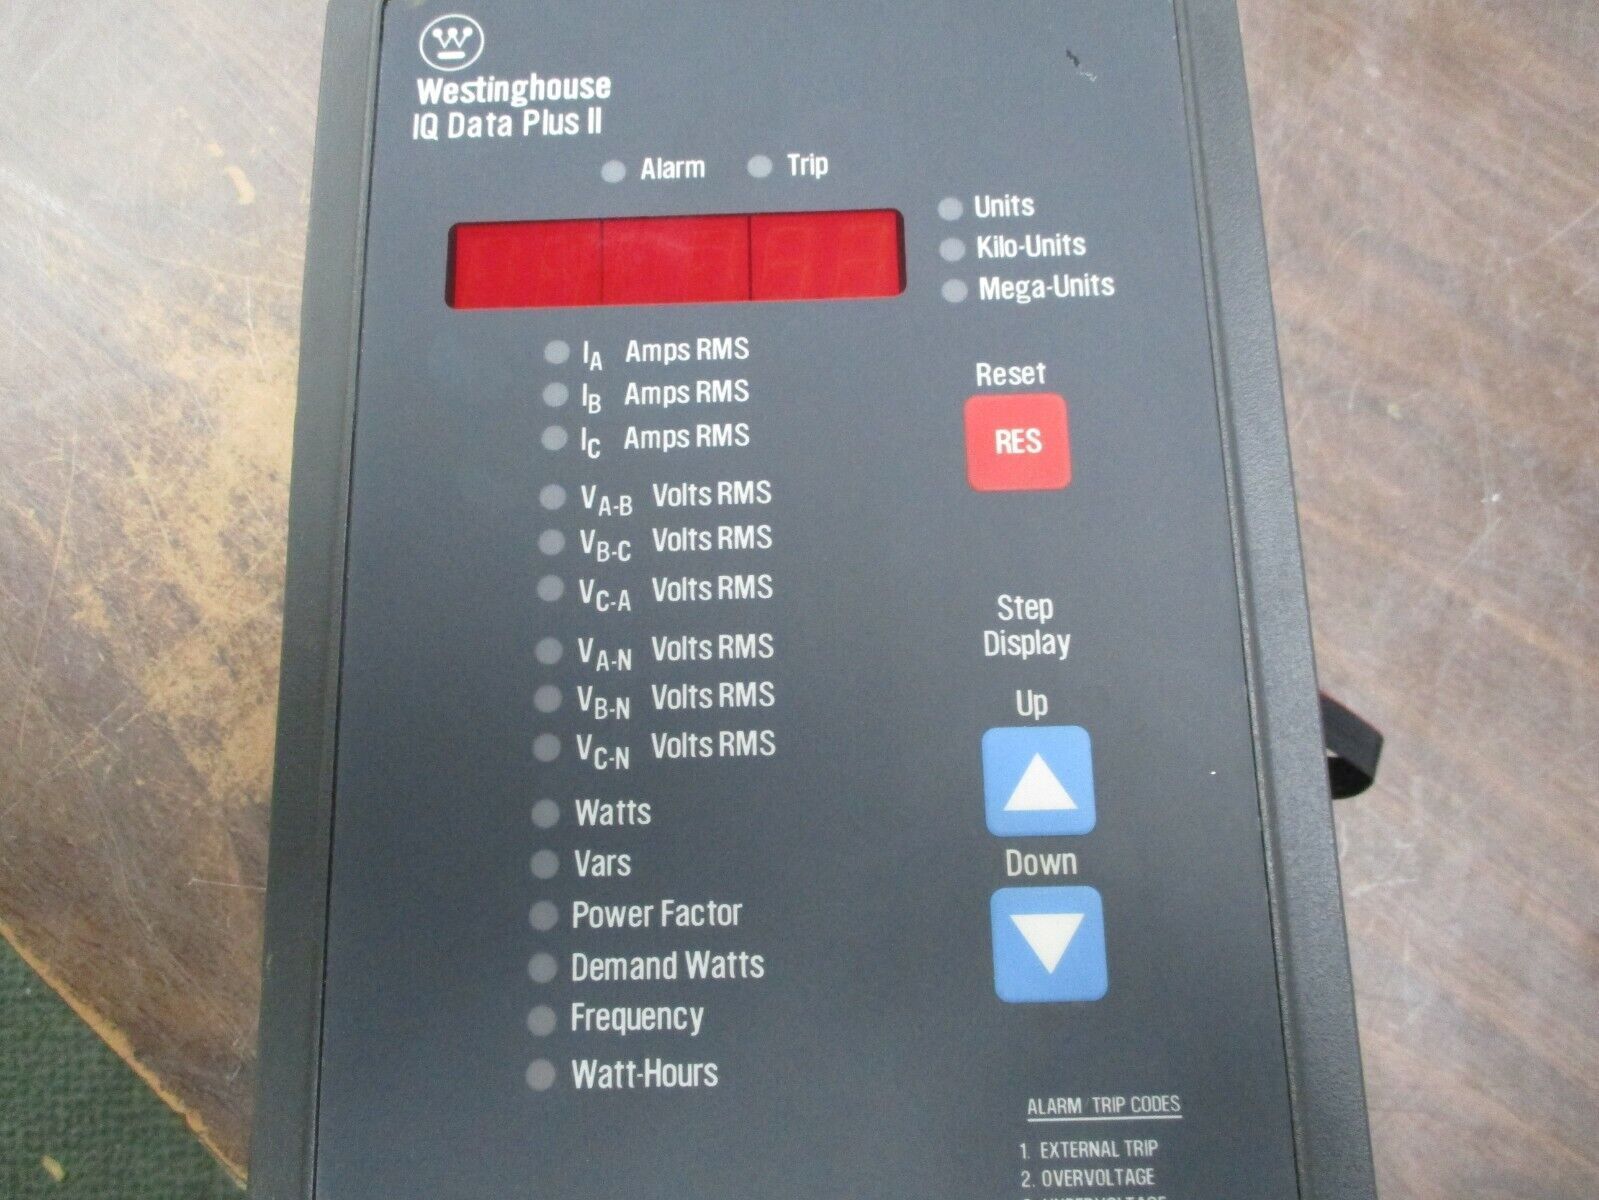 W
Westinghouse
IQ Data Plus II
Alarm Trip
Units
Kilo-Units
Mega-Units
IA Amps RMS
IB Amps RMS
IC Amps RMS
VA-B Volts RMS
VB-C Volts RMS
VC-A Volts RMS
VA-N Volts RMS
VB-N Volts RMS
VC-N Volts RMS
Watts
Vars
Power Factor
Demand Watts
Frequency
Watt-Hours
Reset
RES
Step
Display
Up
Down
ALARM/TRIP CODES
1. EXTERNAL TRIP
2. OVERVOLTAGE